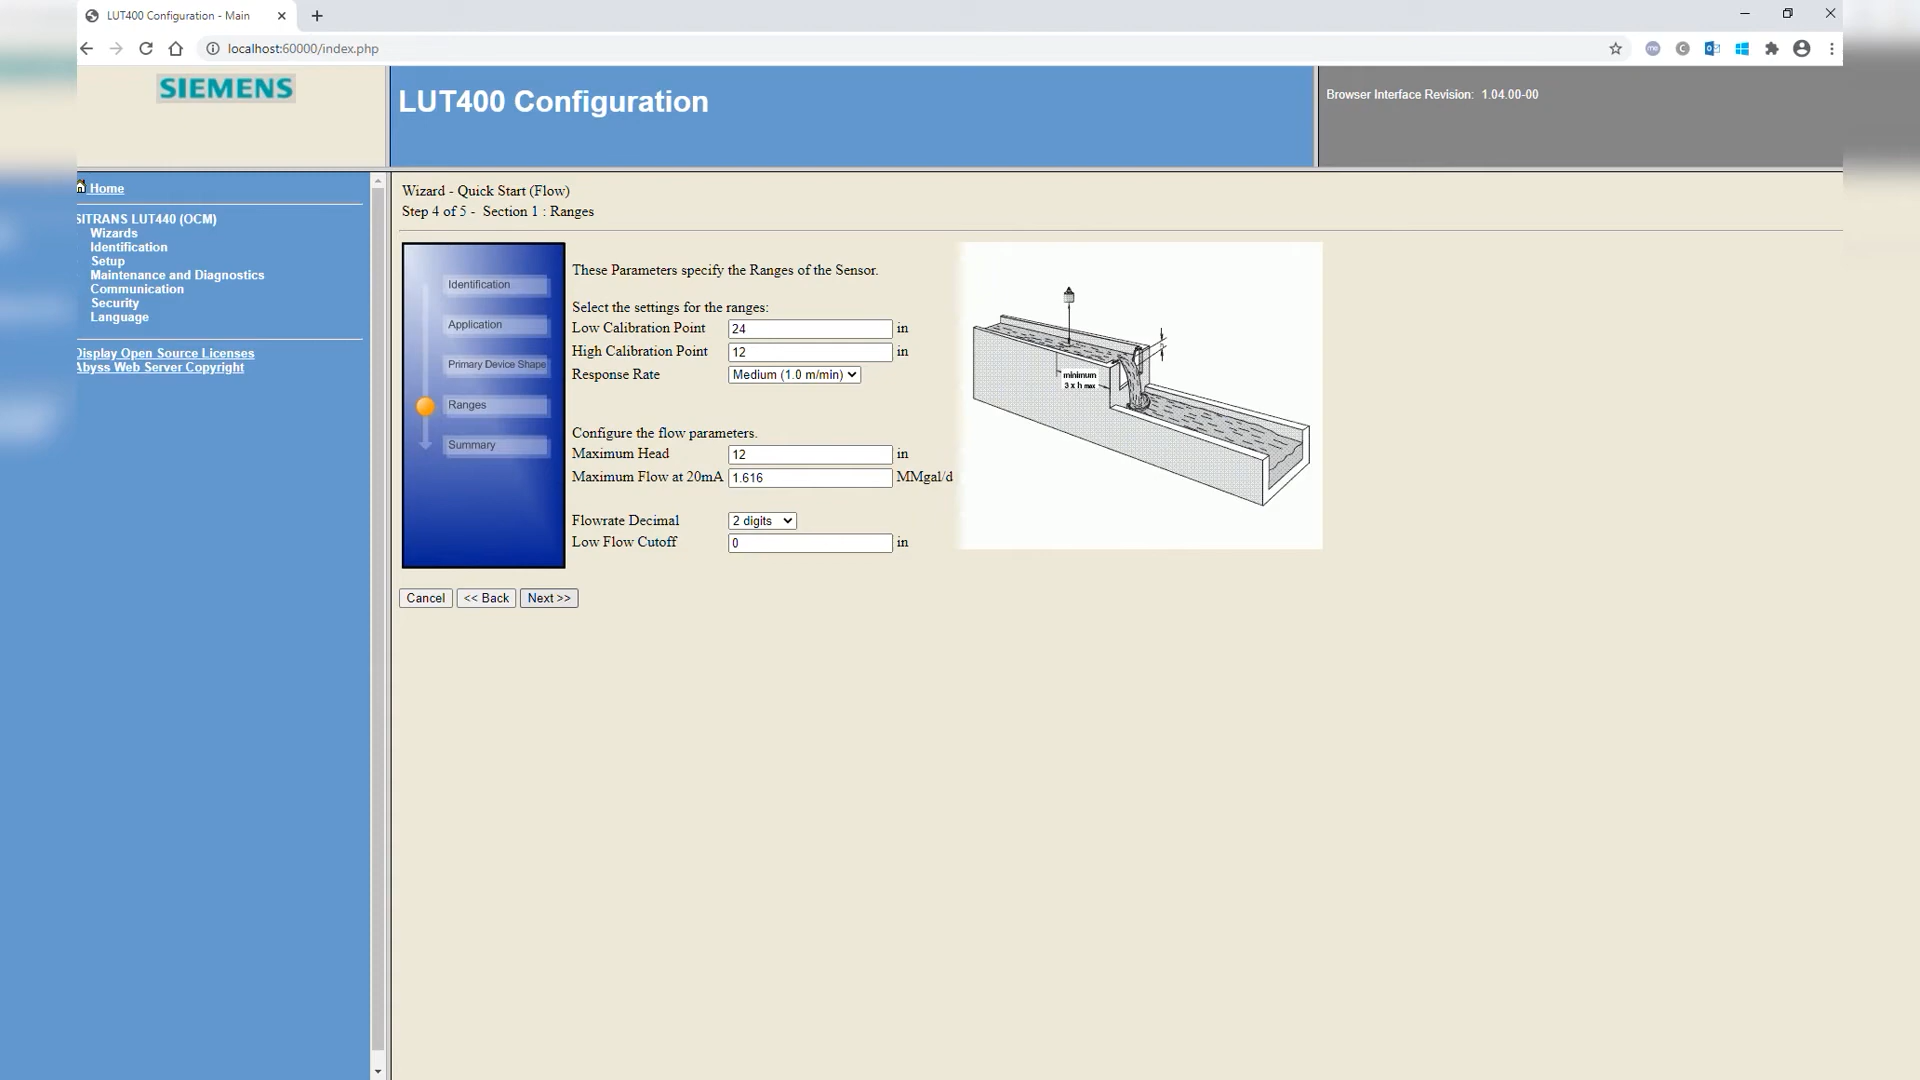 LUT400 Configuration - Main
localhost:60000/index.php
SIEMENS
LUT400 Configuration
Browser Interface Revision: 1.04.00-00
Home
SITRANS LUT440 (OCM)
Wizards
Identification
Setup
Maintenance and Diagnostics
Communication
Security
Language
Display Open Source Licenses
Abyss Web Server Copyright
Wizard - Quick Start (Flow)
Step 4 of 5 - Section 1 : Ranges
Identification
Application
Primary Device Shape
Ranges
Summary
These Parameters specify the Ranges of the Sensor.
Select the settings for the ranges:
Low Calibration Point 24 in
High Calibration Point 12 in
Response Rate Medium (1.0 m/min)
Configure the flow parameters.
Maximum Head 12 in
Maximum Flow at 20mA 1.616 MMgal/d
Flowrate Decimal 2 digits
Low Flow Cutoff 0 in
minimum
3 x h max
Cancel << Back Next >>